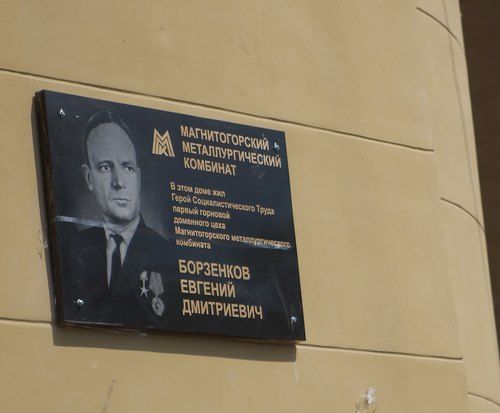 МАГНИТОГОРСКИЙ
МЕТАЛЛУРГИЧЕСКИЙ
КОМБИНАТ
В этом доме жил
Герой Социалистического Труда
первый горновой
доменного цеха
Магнитогорского металлургического
комбината
БОРЗЕНКОВ
ЕВГЕНИЙ
ДМИТРИЕВИЧ